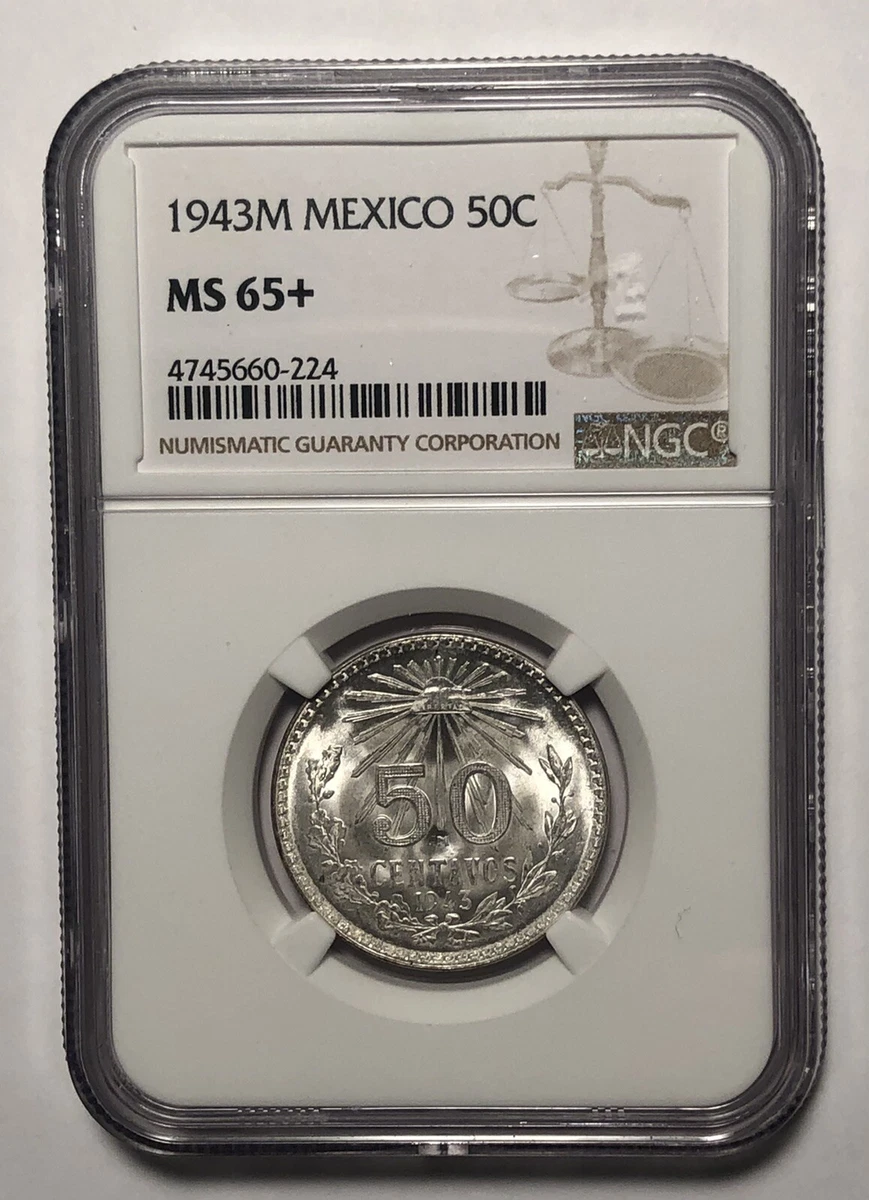 1943M MEXICO 50C
MS 65+
4745660-224
NUMISMATIC GUARANTY CORPORATION
NGC®
50
M
CENTAVOS
1943